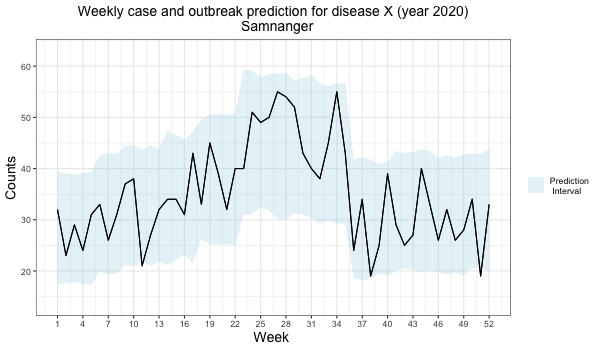 Weekly case and outbreak prediction for disease X (year 2020)
Samnanger
Counts
60
50
40
30
20
1 4 7 10 13 16 19 22 25 28 31 34 37 40 43 46 49 52
Week
Prediction
Interval